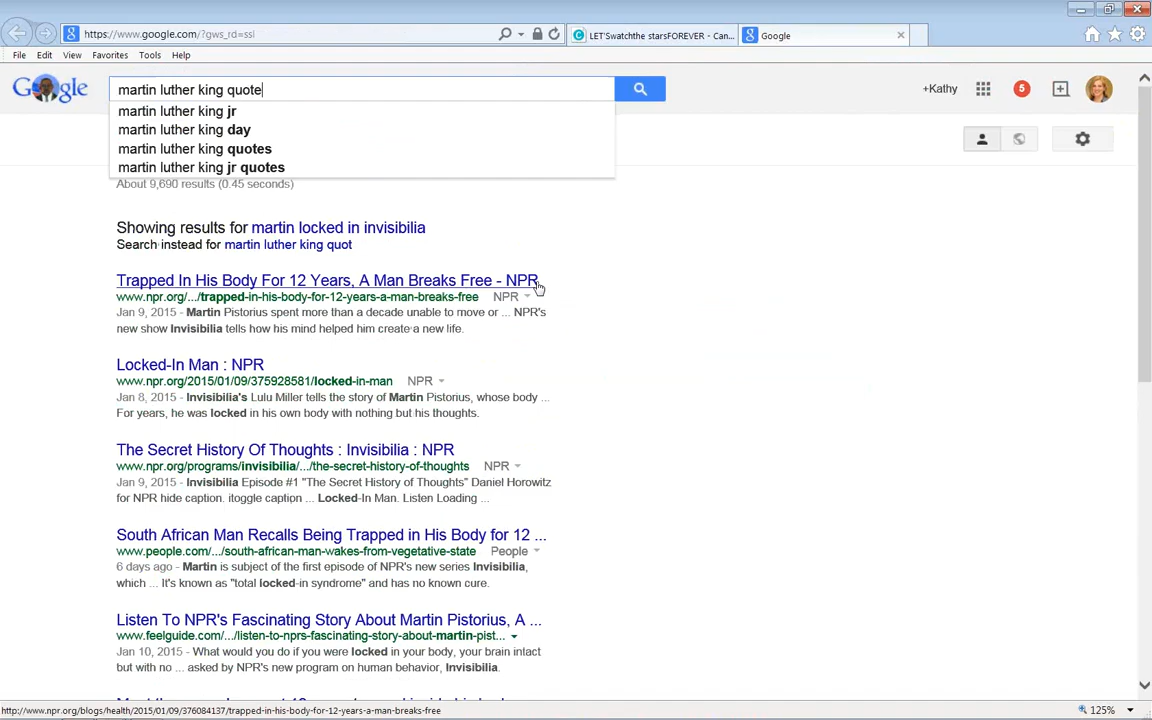 https://www.google.com/?gws_rd=ssl
LET'Swatchthe starsFOREVER - Can...
Google
File Edit View Favorites Tools Help
Google
martin luther king quote
+Kathy
5
martin luther king jr
martin luther king day
martin luther king quotes
martin luther king jr quotes
About 9,690 results (0.45 seconds)
Showing results for martin locked in invisibilia
Search instead for martin luther king quot
Trapped In His Body For 12 Years, A Man Breaks Free - NPR
www.npr.org/.../trapped-in-his-body-for-12-years-a-man-breaks-free NPR
Jan 9, 2015 - Martin Pistorius spent more than a decade unable to move or ... NPR's
new show Invisibilia tells how his mind helped him create a new life.
Locked-In Man : NPR
www.npr.org/2015/01/09/375928581/locked-in-man NPR
Jan 8, 2015 - Invisibilia's Lulu Miller tells the story of Martin Pistorius, whose body ...
For years, he was locked in his own body with nothing but his thoughts.
The Secret History Of Thoughts : Invisibilia : NPR
www.npr.org/programs/invisibilia/.../the-secret-history-of-thoughts NPR
Jan 9, 2015 - Invisibilia Episode #1 "The Secret History of Thoughts" Daniel Horowitz
for NPR hide caption. itoggle caption ... Locked-In Man. Listen Loading ...
South African Man Recalls Being Trapped in His Body for 12 ...
www.people.com/.../south-african-man-wakes-from-vegetative-state People
6 days ago - Martin is subject of the first episode of NPR's new series Invisibilia,
which ... It's known as "total locked-in syndrome" and has no known cure.
Listen To NPR's Fascinating Story About Martin Pistorius, A ...
www.feelguide.com/.../listen-to-nprs-fascinating-story-about-martin-pist...
Jan 10, 2015 - What would you do if you were locked in your body, your brain intact
but with no ... asked by NPR's new program on human behavior, Invisibilia.
http://www.npr.org/blogs/health/2015/01/09/376084137/trapped-in-his-body-for-12-years-a-man-breaks-free
125%